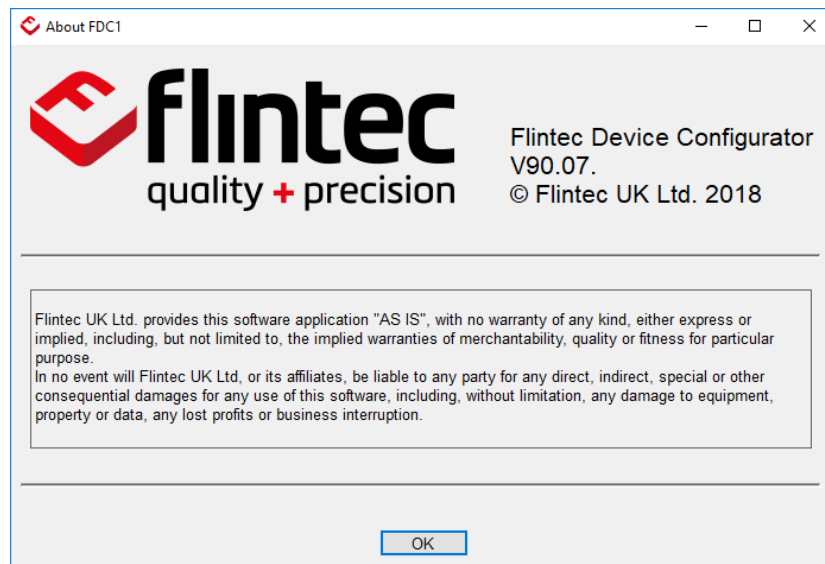 About FDC1
flintec
quality + precision
Flintec Device Configurator
V90.07.
© Flintec UK Ltd. 2018
Flintec UK Ltd. provides this software application "AS IS", with no warranty of any kind, either express or
implied, including, but not limited to, the implied warranties of merchantability, quality or fitness for particular
purpose.
In no event will Flintec UK Ltd, or its affiliates, be liable to any party for any direct, indirect, special or other
consequential damages for any use of this software, including, without limitation, any damage to equipment,
property or data, any lost profits or business interruption.
OK